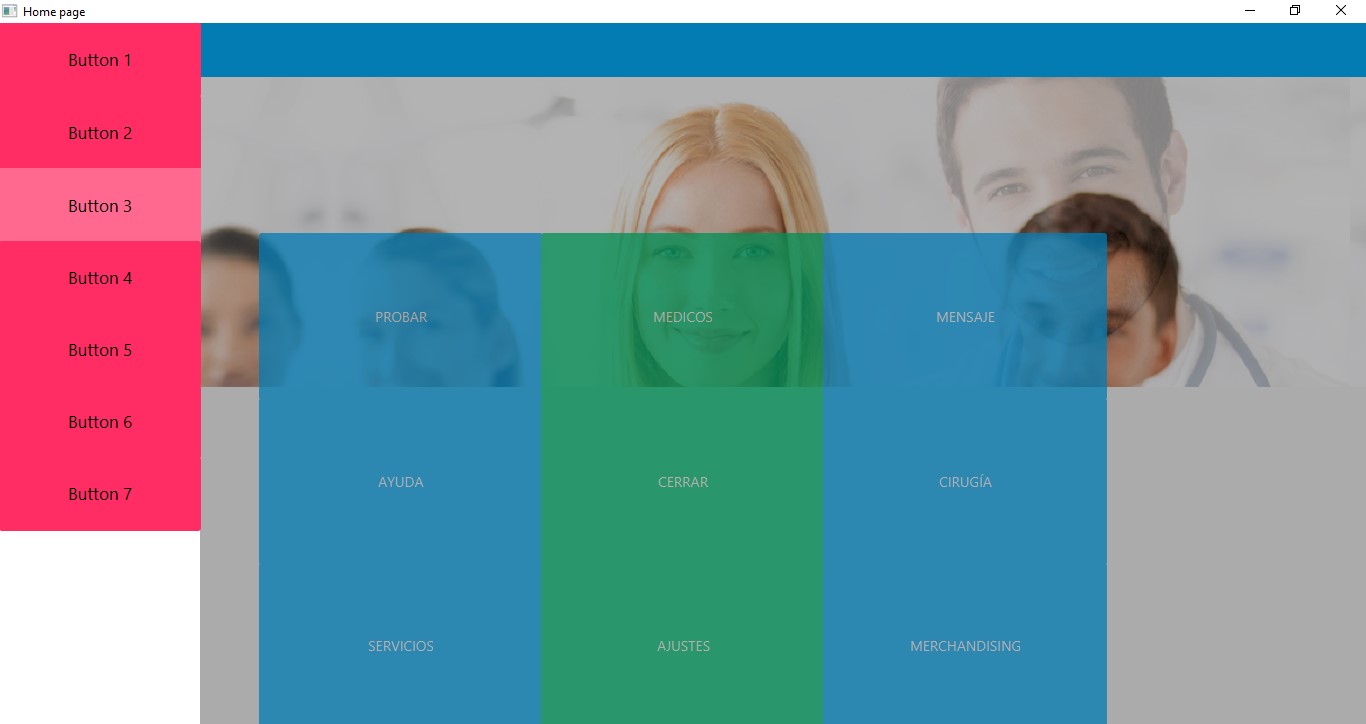 Home page
Button 1
Button 2
Button 3
Button 4
Button 5
Button 6
Button 7
PROBAR MEDICOS MENSAJE
AYUDA CERRAR CIRUGÍA
SERVICIOS AJUSTES MERCHANDISING